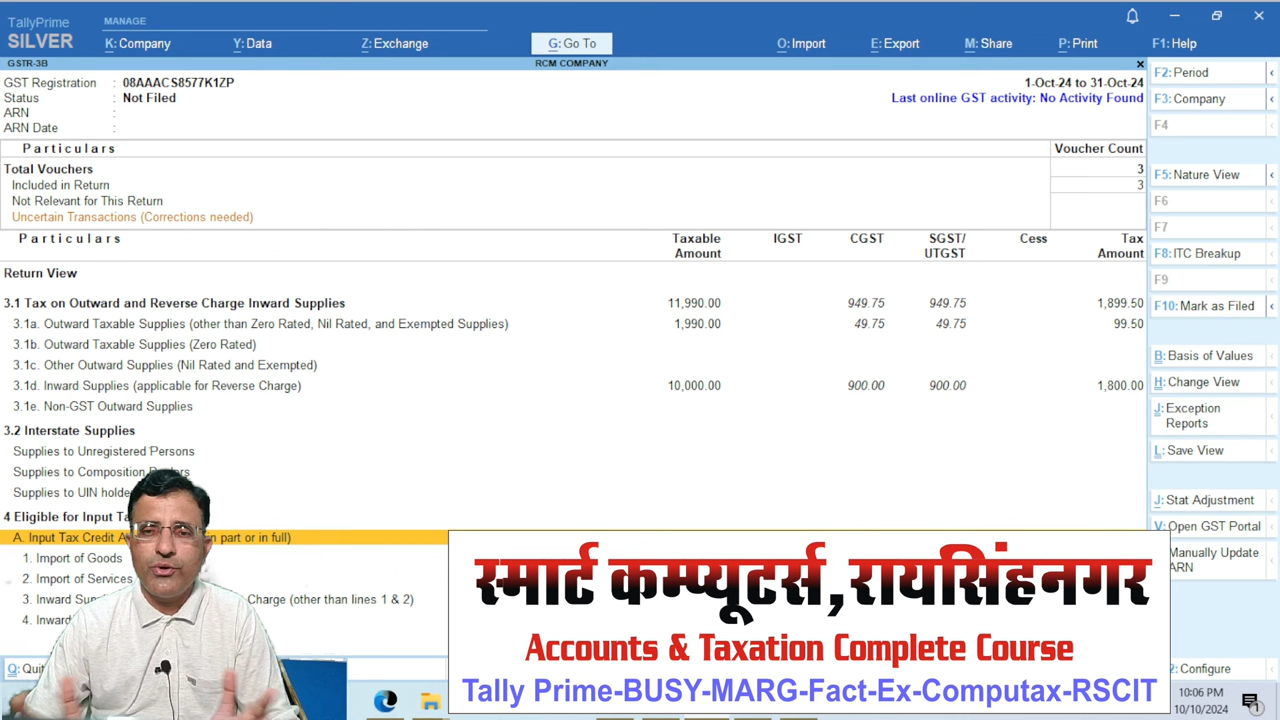 TallyPrime
MANAGE
SILVER
K: Company
Y: Data
Z: Exchange
G: Go To
O: Import
E: Export
M: Share
P: Print
F1: Help
GSTR-3B
RCM COMPANY
GST Registration : 08AAACS8577K1ZP
1-Oct-24 to 31-Oct-24
Status : Not Filed
Last online GST activity: No Activity Found
ARN :
ARN Date :
Particulars Voucher Count
Total Vouchers 3
Included in Return 3
Not Relevant for This Return
Uncertain Transactions (Corrections needed)
Particulars Taxable Amount IGST CGST SGST/ UTGST Cess Tax Amount
Return View
3.1 Tax on Outward and Reverse Charge Inward Supplies 11,990.00 949.75 949.75 1,899.50
3.1a. Outward Taxable Supplies (other than Zero Rated, Nil Rated, and Exempted Supplies) 1,990.00 49.75 49.75 99.50
3.1b. Outward Taxable Supplies (Zero Rated)
3.1c. Other Outward Supplies (Nil Rated and Exempted)
3.1d. Inward Supplies (applicable for Reverse Charge) 10,000.00 900.00 900.00 1,800.00
3.1e. Non-GST Outward Supplies
3.2 Interstate Supplies
Supplies to Unregistered Persons
Supplies to Composition
Supplies to UIN
4 Eligible for Input
A. Input Tax Credit part or in full)
1. Import of Goods
2. Import of Services
3. Inward Charge (other than lines 1 & 2)
4. Inward
F2: Period
F3: Company
F4
F5: Nature View
F6
F7
F8: ITC Breakup
F9
F10: Mark as Filed
B: Basis of Values
H: Change View
J: Exception
Reports
L: Save View
J: Stat Adjustment
V: Open GST Portal
Manually Update
ARN
Configure
Q: Quit
स्मार्ट कम्प्यूटर्स,रायसिंहनगर
Accounts & Taxation Complete Course
Tally Prime-BUSY-MARG-Fact-Ex-Computax-RSCIT
10:06 PM
10/10/2024
1